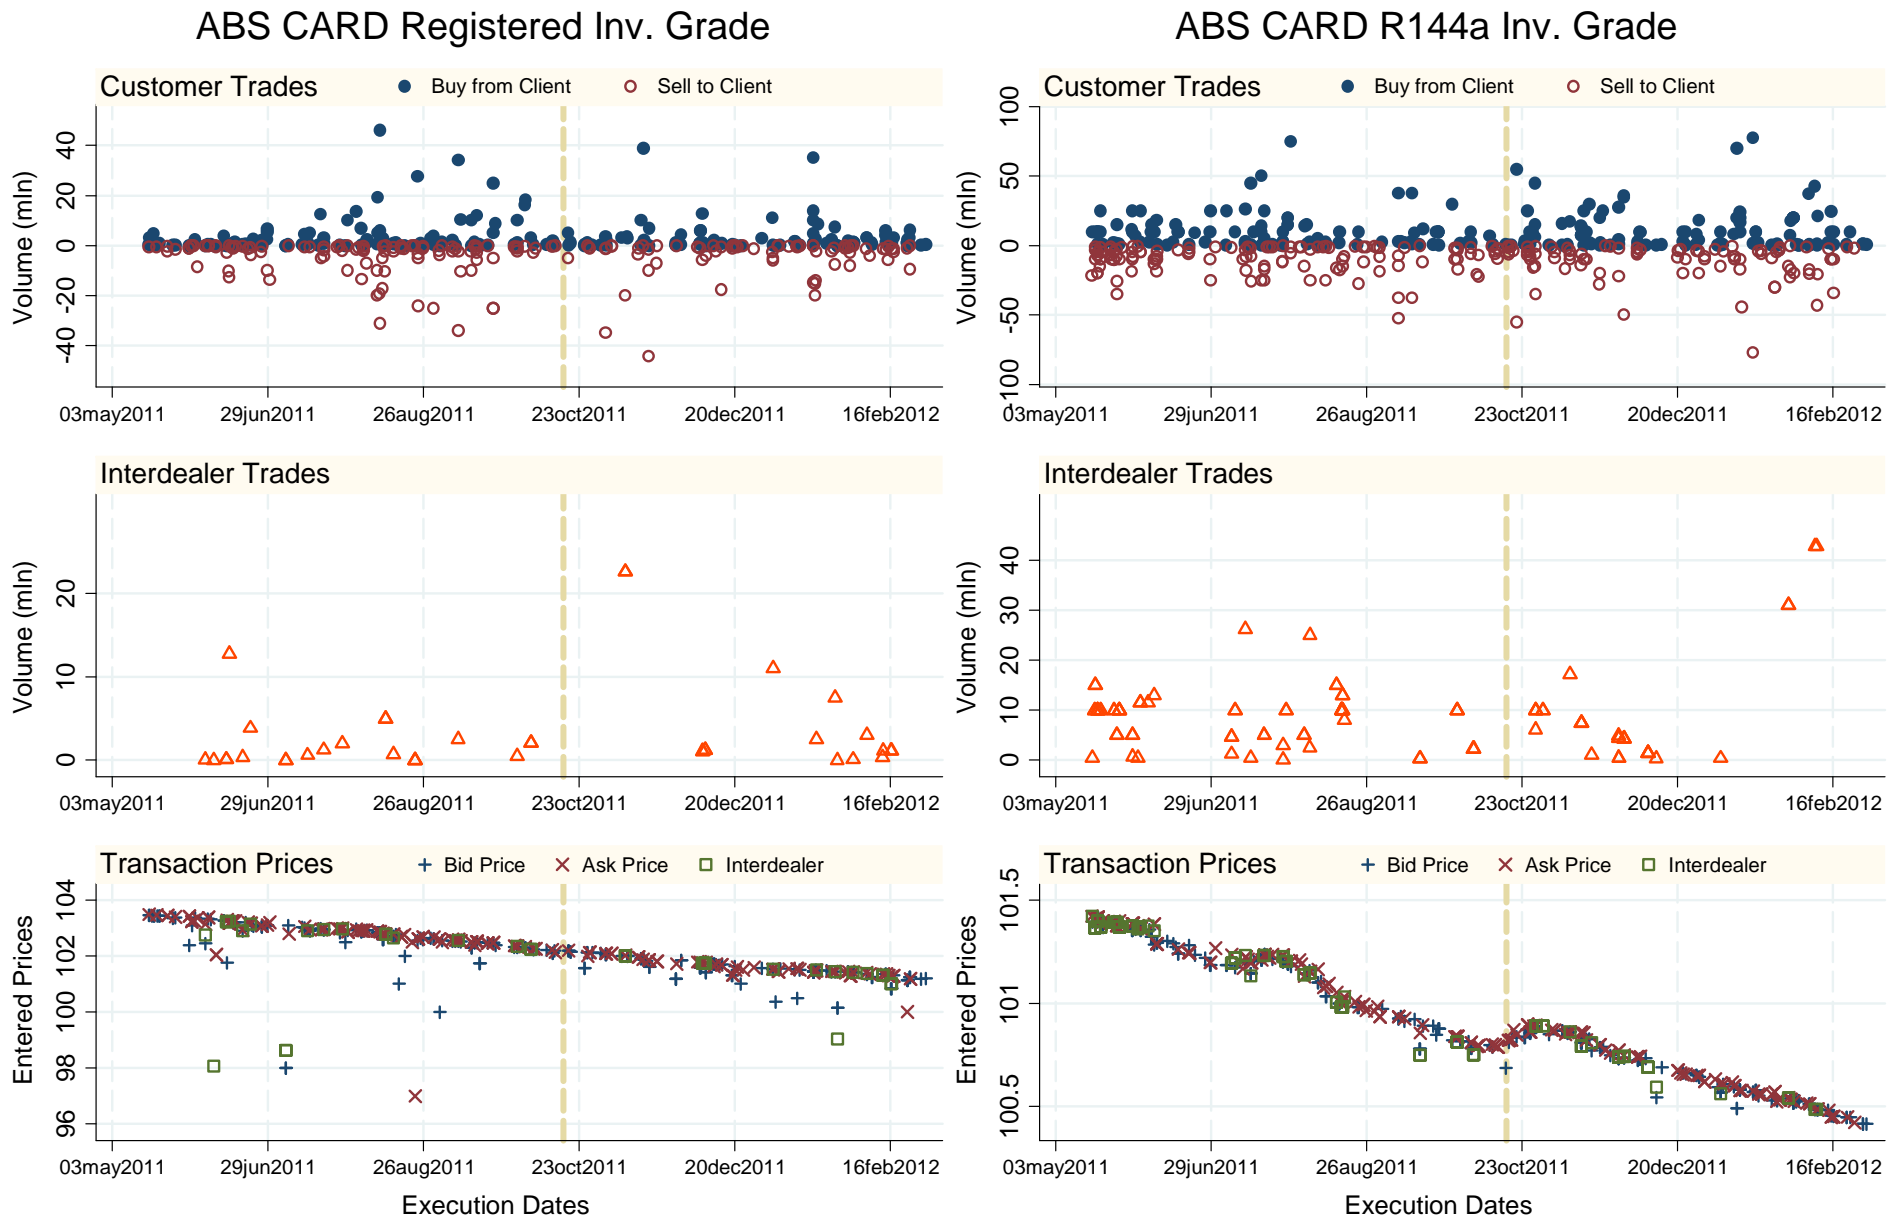 ABS CARD Registered Inv. Grade
Customer Trades Buy from Client Sell to Client
Volume (mln)
40
20
0
-20
-40
03may2011 29jun2011 26aug2011 23oct2011 20dec2011 16feb2012
Interdealer Trades
Volume (mln)
20
10
0
03may2011 29jun2011 26aug2011 23oct2011 20dec2011 16feb2012
Transaction Prices Bid Price Ask Price Interdealer
Entered Prices
104
102
100
98
96
03may2011 29jun2011 26aug2011 23oct2011 20dec2011 16feb2012
Execution Dates
ABS CARD R144a Inv. Grade
Customer Trades Buy from Client Sell to Client
Volume (mln)
100
50
0
-50
-100
03may2011 29jun2011 26aug2011 23oct2011 20dec2011 16feb2012
Interdealer Trades
Volume (mln)
40
30
20
10
0
03may2011 29jun2011 26aug2011 23oct2011 20dec2011 16feb2012
Transaction Prices Bid Price Ask Price Interdealer
Entered Prices
101.5
101
100.5
03may2011 29jun2011 26aug2011 23oct2011 20dec2011 16feb2012
Execution Dates